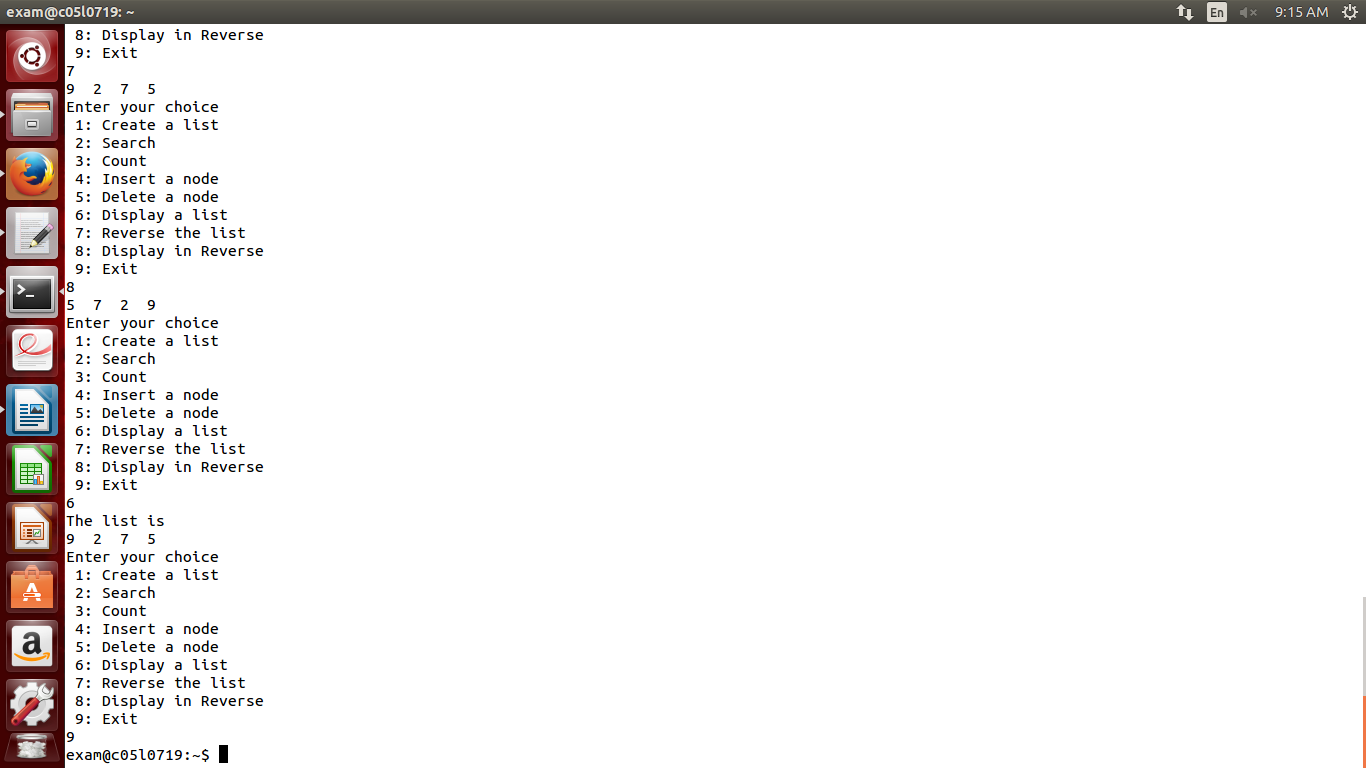 exam@c05l0719: ~
En
9:15 AM
8: Display in Reverse
9: Exit
7
9  2  7  5
Enter your choice
1: Create a list
2: Search
3: Count
4: Insert a node
5: Delete a node
6: Display a list
7: Reverse the list
8: Display in Reverse
9: Exit
8
5  7  2  9
Enter your choice
1: Create a list
2: Search
3: Count
4: Insert a node
5: Delete a node
6: Display a list
7: Reverse the list
8: Display in Reverse
9: Exit
6
The list is
9  2  7  5
Enter your choice
1: Create a list
2: Search
3: Count
4: Insert a node
5: Delete a node
6: Display a list
7: Reverse the list
8: Display in Reverse
9: Exit
9
exam@c05l0719:~$